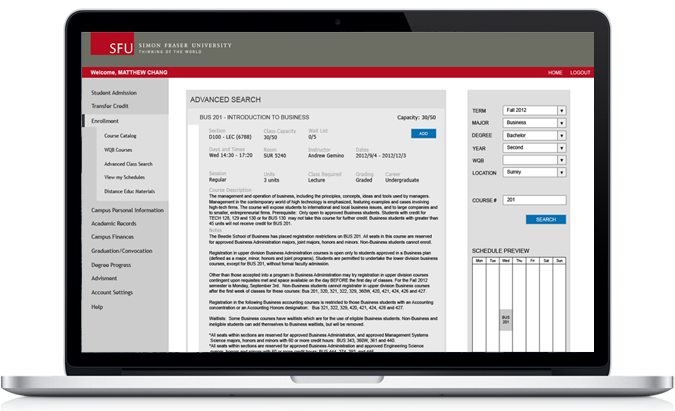 SFU
SIMON FRASER UNIVERSITY
THINKING OF THE WORLD
Welcome, MATTHEW CHANG
HOME LOGOUT
Student Admission
Transfer Credit
Enrollment
Course Catalog
WQB Courses
Advanced Class Search
View my Schedules
Distance Educ Materials
Campus Personal Information
Academic Records
Campus Finances
Graduation/Convocation
Degree Progress
Advisment
Account Settings
Help
ADVANCED SEARCH
BUS 201 - INTRODUCTION TO BUSINESS Capacity: 30/50
Section Class Capacity Wait List
D100 - LEC (6788) 30/50 0/5
ADD
Days and Times Room Instructor Dates
Wed 14:30 - 17:20 SUR 5240 Andrew Gemino 2012/9/4 - 2012/12/3
Session Units Class Required Grading Career
Regular 3 units Lecture Graded Undergraduate
Course Description
The management and operation of business, including the principles, concepts, ideas and tools used by managers.
Management in the contemporary world of high technology is emphasized, featuring examples and cases involving
high-tech firms. The course will expose students to international and local business issues, and to large companies and
to smaller, entrepreneurial firms. Prerequisite: Only open to approved Business students. Students with credit for
TECH 128, 129 and 130 or for BUS 130 may not take this course for further credit. Business students with greater than
45 units will not receive credit for BUS 201.
Notes
The Beedie School of Business has placed registration restrictions on BUS 201. All seats in this course are reserved
for approved Business Administration majors, joint majors, honors and minors. Non-Business students cannot enrol.
Registration in upper division Business Administration courses is open only to students approved in a Business plan
(defined as a major, minor, honors and joint programs). Students are permitted to undertake the lower division business
courses, except for BUS 201, without formal faculty admission.
Other than those accepted into a program in Business Administration may by registration in upper division courses
contingent upon requisites met and space available on the day BEFORE the first day of classes. For the Fall 2012
semester is Monday, September 3rd. Non-Business students cannot registrater in upper division Business courses
after the first week of classes for these courses: Bus 201, 320, 321, 322, 329, 360W, 420, 421, 424, 426 and 427.
Registration in the following Business accounting courses is restricted to those Business students with an Accounting
concentration or an Accounting Honors designation: Bus 321, 322, 329, 420, 421, 424, 426 and 427.
Waitlists: Some Business courses have waitlists which are for the use of eligible Business students. Non-Business and
ineligible students can add themselves to Business waitlists, but will be removed.
*All seats within sections are reserved for approved Business Administration, and approved Management Systems
Science majors, honors and minors with 60 or more credit hours: BUS 343, 360W, 361 and 440.
*All seats within sections are reserved for approved Business Administration and approved Engineering Science
TERM Fall 2012
MAJOR Business
DEGREE Bachelor
YEAR Second
WQB
LOCATION Surrey
COURSE # 201
SEARCH
SCHEDULE PREVIEW
Mon Tue Wed Thu Fri Sat Sun
BUS
201